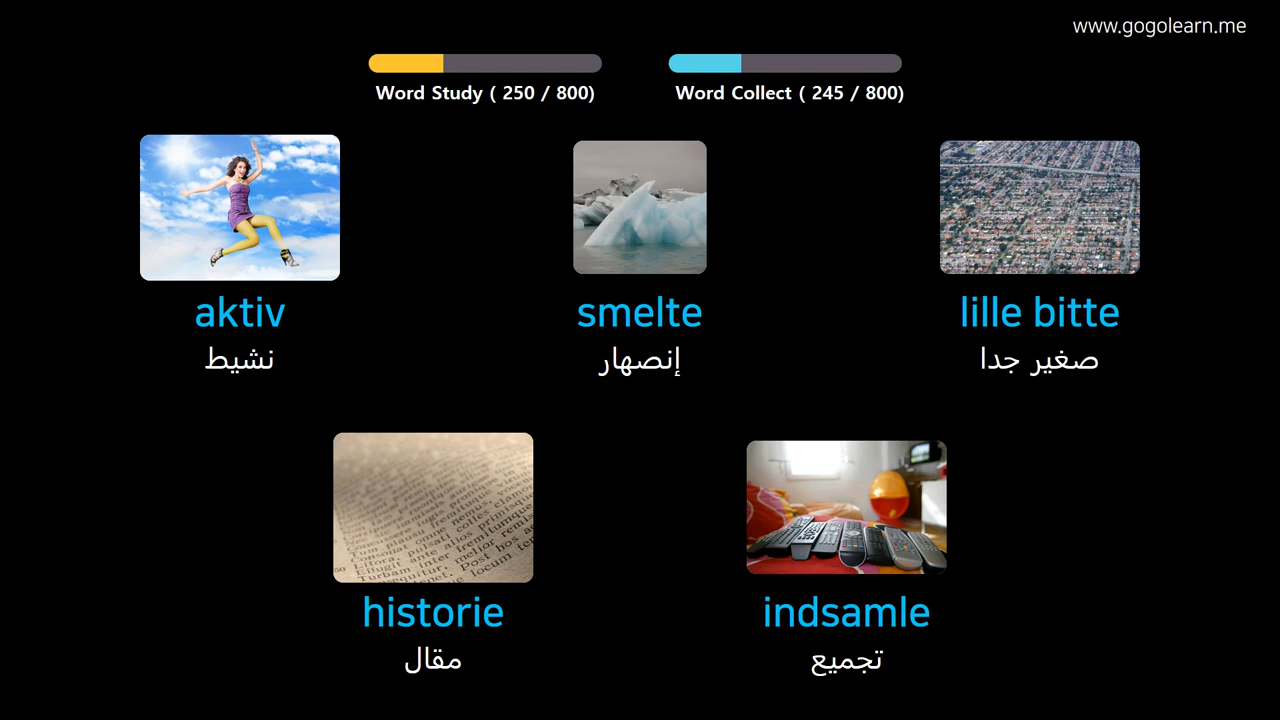 www.gogolearn.me
Word Study ( 250 / 800)
Word Collect ( 245 / 800)
aktiv
نشيط
smelte
إنصهار
lille bitte
صغير جدا
historie
مقال
indsamle
تجميع